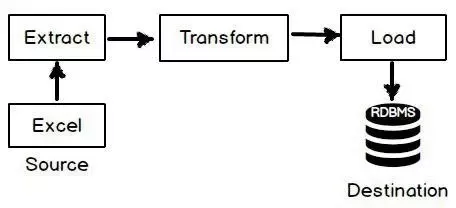 Extract
Transform
Load
Excel
Source
RDBMS
Destination